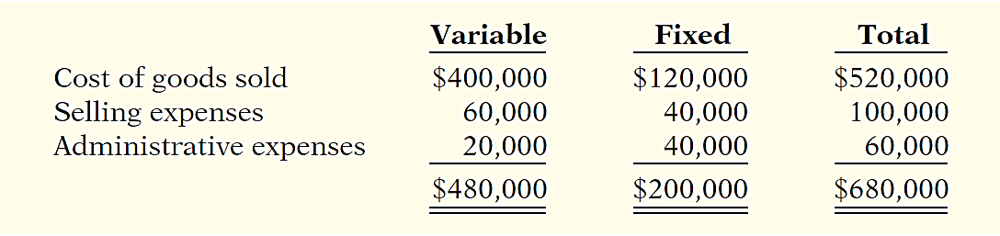 Variable Fixed Total
Cost of goods sold $400,000 $120,000 $520,000
Selling expenses 60,000 40,000 100,000
Administrative expenses 20,000 40,000 60,000
$480,000 $200,000 $680,000